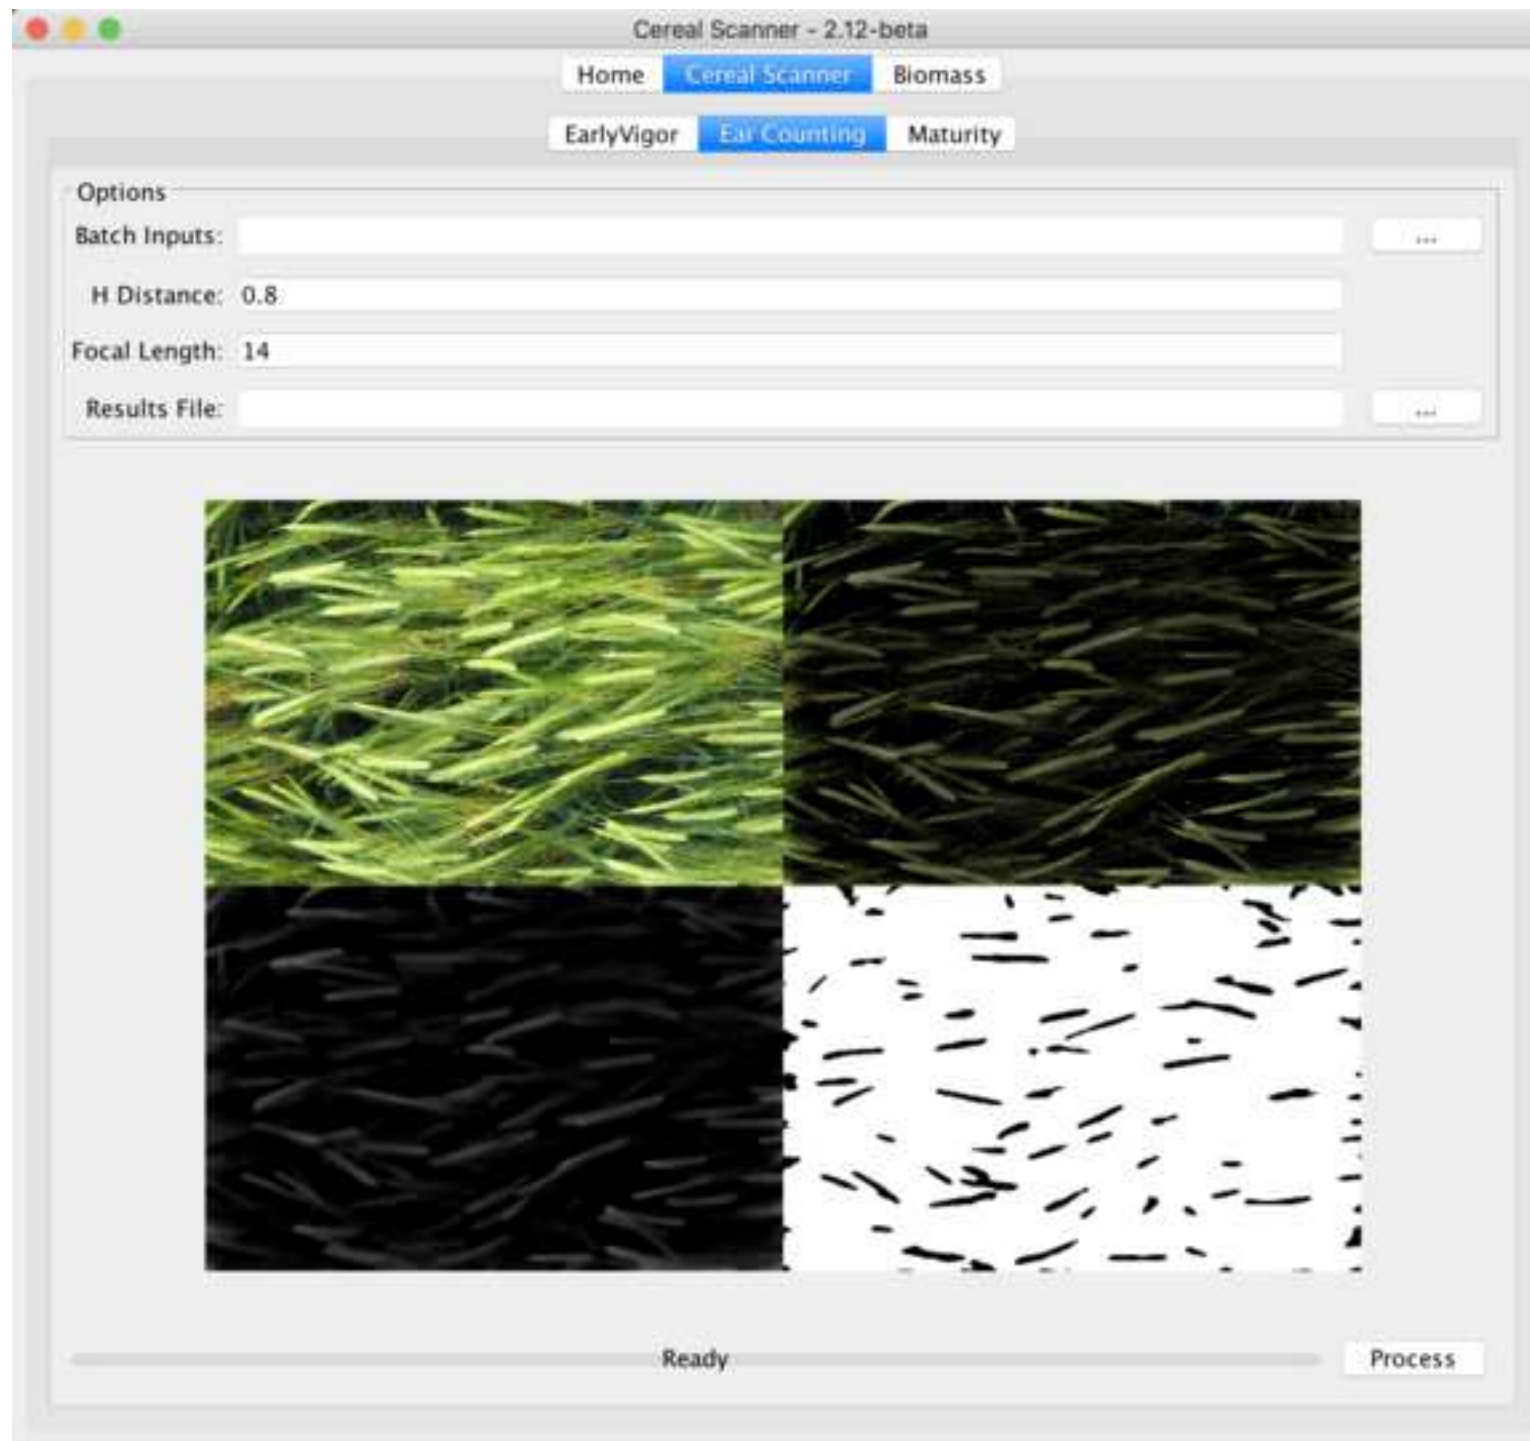 Cereal Scanner - 2.12-beta
Home Cereal Scanner Biomass
EarlyVigor Ear Counting Maturity
Options
Batch Inputs: ...
H Distance: 0.8
Focal Length: 14
Results File: ...
Ready Process